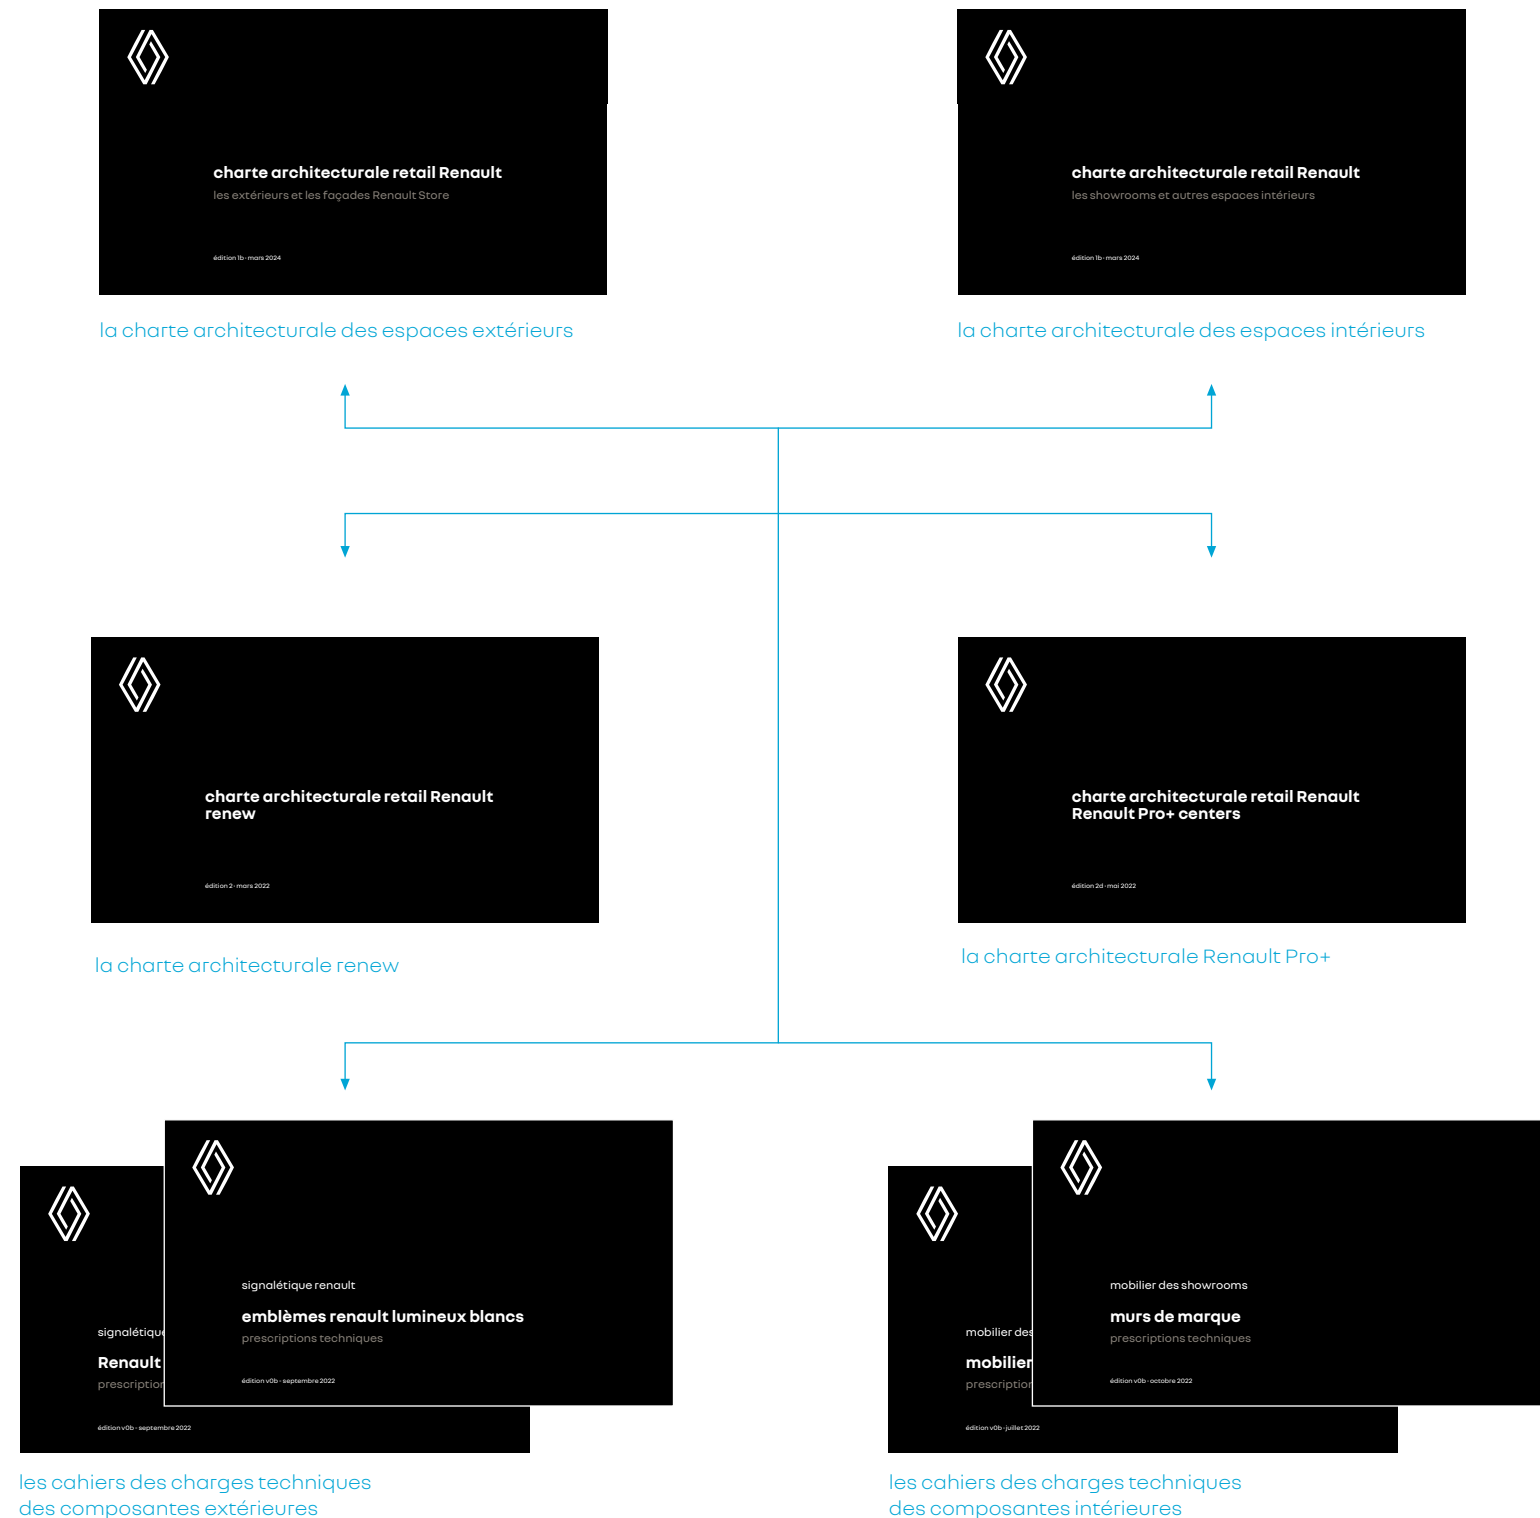 charte architecturale retail Renault
les extérieurs et les façades Renault Store
édition 1b - mars 2024
la charte architecturale des espaces extérieurs
charte architecturale retail Renault
les showrooms et autres espaces intérieurs
édition 1b - mars 2024
la charte architecturale des espaces intérieurs
charte architecturale retail Renault
renew
édition 2 - mars 2022
la charte architecturale renew
charte architecturale retail Renault
Renault Pro+ centers
édition 2d - mai 2022
la charte architecturale Renault Pro+
signalétique renault
emblèmes renault lumineux blancs
prescriptions techniques
édition v0b - septembre 2022
signalétique
Renault
prescription
édition v0b - septembre 2022
les cahiers des charges techniques
des composantes extérieures
mobilier des showrooms
murs de marque
prescriptions techniques
édition v0b - octobre 2022
mobilier des
mobilier
prescription
édition v0b - juillet 2022
les cahiers des charges techniques
des composantes intérieures